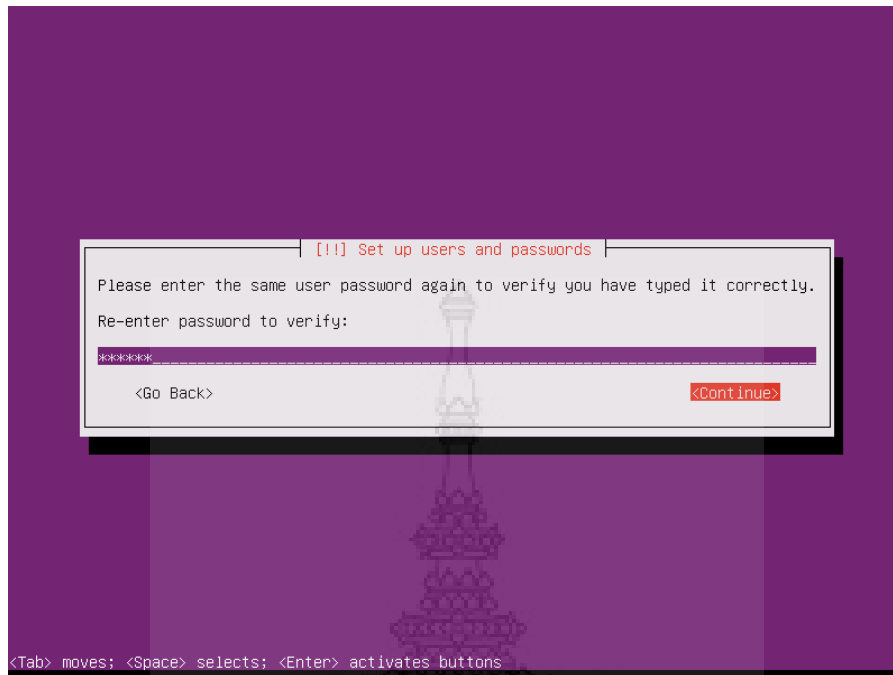 [!!] Set up users and passwords
Please enter the same user password again to verify you have typed it correctly.
Re-enter password to verify:
******__________________________________________________________________________
<Go Back> <Continue>
<Tab> moves; <Space> selects; <Enter> activates buttons